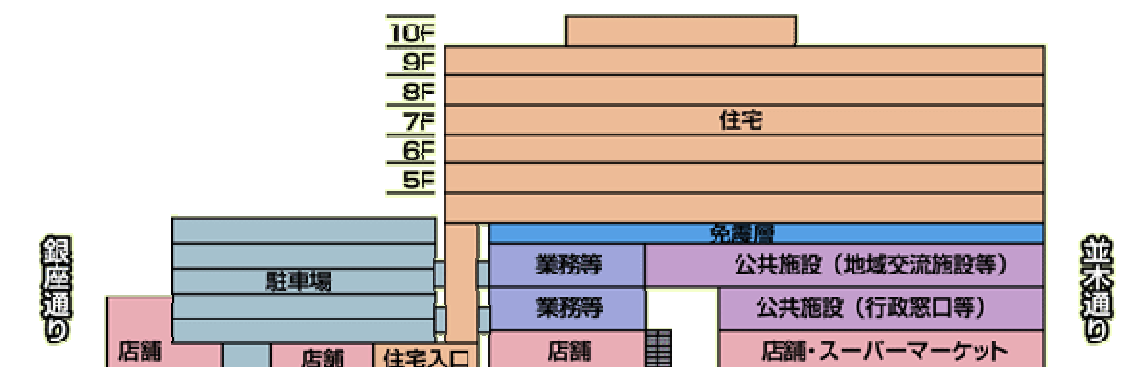 10F
9F
8F
7F
住宅
6F
5F
銀座通り
免震層
並木通り
業務等
公共施設（地域交流施設等）
駐車場
業務等
公共施設（行政窓口等）
店舗
店舗
住宅入口
店舗
店舗・スーパーマーケット